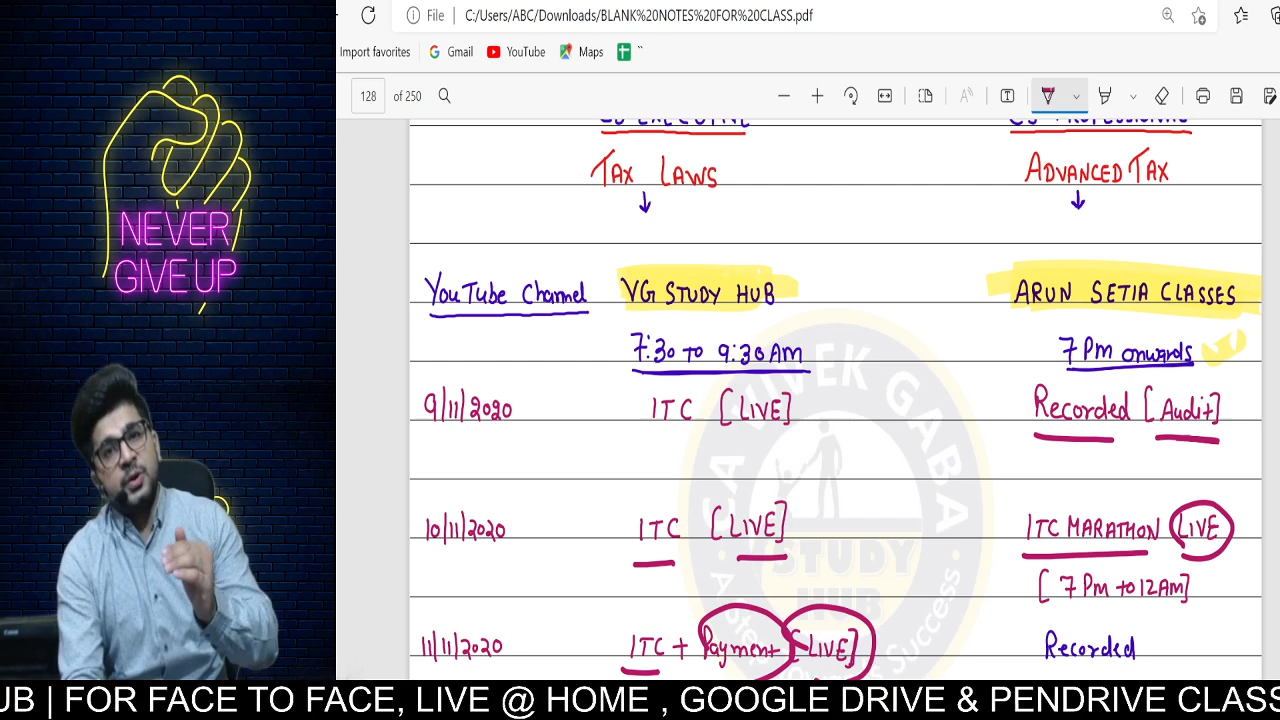 File C:/Users/ABC/Downloads/BLANK%20NOTES%20FOR%20CLASS.pdf
Import favorites Gmail YouTube Maps
128 of 250
CS EXECUTIVE CS PROFESSIONAL
TAX LAWS ADVANCED TAX
YouTube Channel VG STUDY HUB ARUN SETIA CLASSES
7:30 TO 9:30 AM 7 Pm onwards
9/11/2020 ITC [LIVE] Recorded [Audit]
10/11/2020 ITC [LIVE] ITC MARATHON LIVE
[7 Pm to 12 AM]
11/11/2020 ITC + Payment LIVE Recorded
NEVER
GIVE UP
UB | FOR FACE TO FACE, LIVE @ HOME , GOOGLE DRIVE & PENDRIVE CLASS